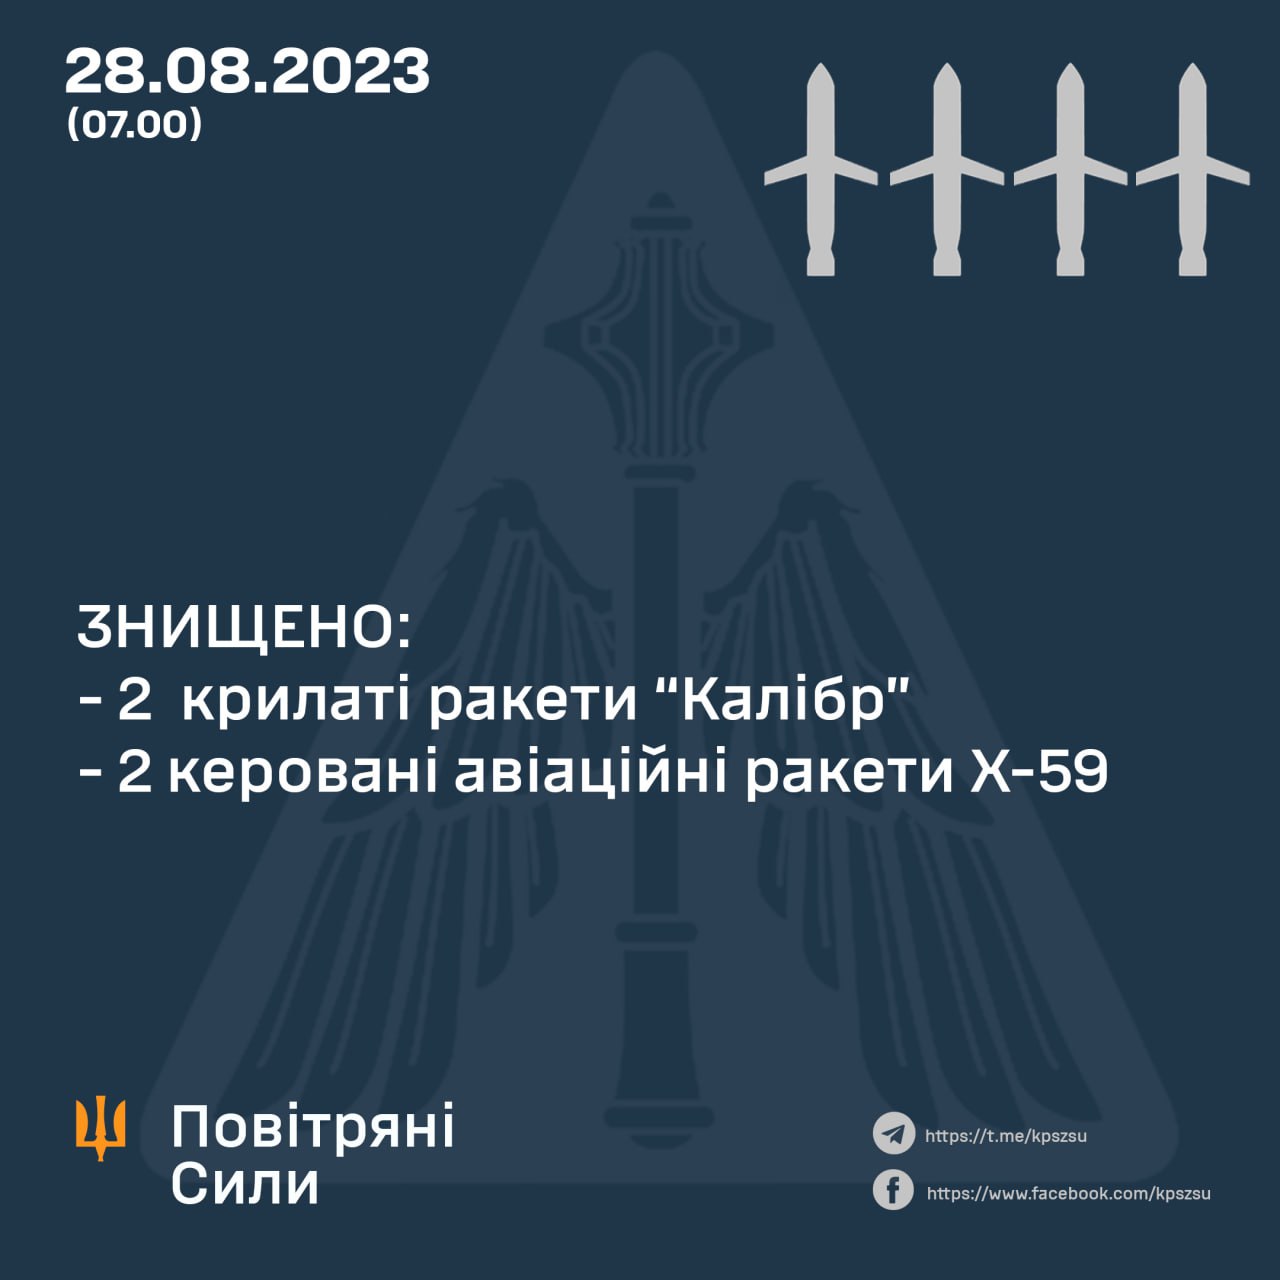 28.08.2023
(07.00)
ЗНИЩЕНО:
- 2 крилаті ракети “Калібр”
- 2 керовані авіаційні ракети Х-59
Повітряні
Сили
https://t.me/kpszsu
https://www.facebook.com/kpszsu